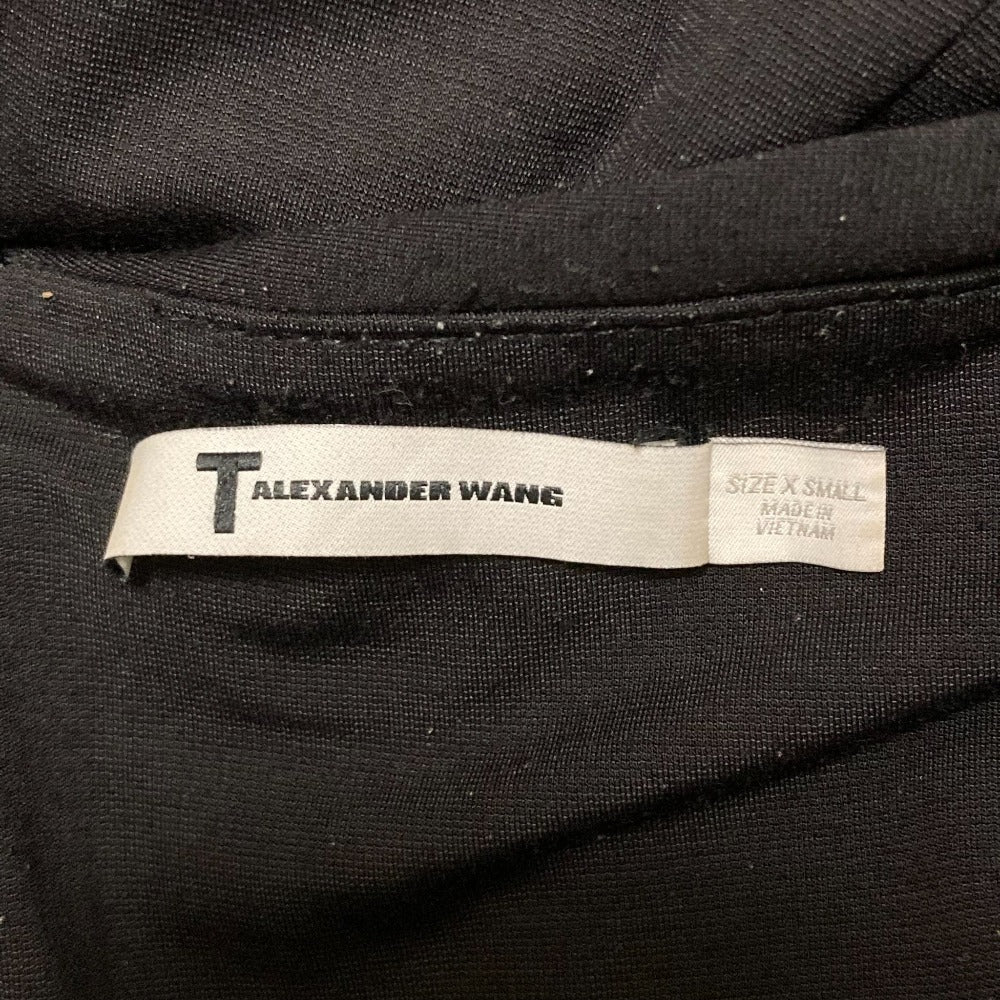 T ALEXANDER WANG
SIZE X SMALL
MADE IN
VIETNAM